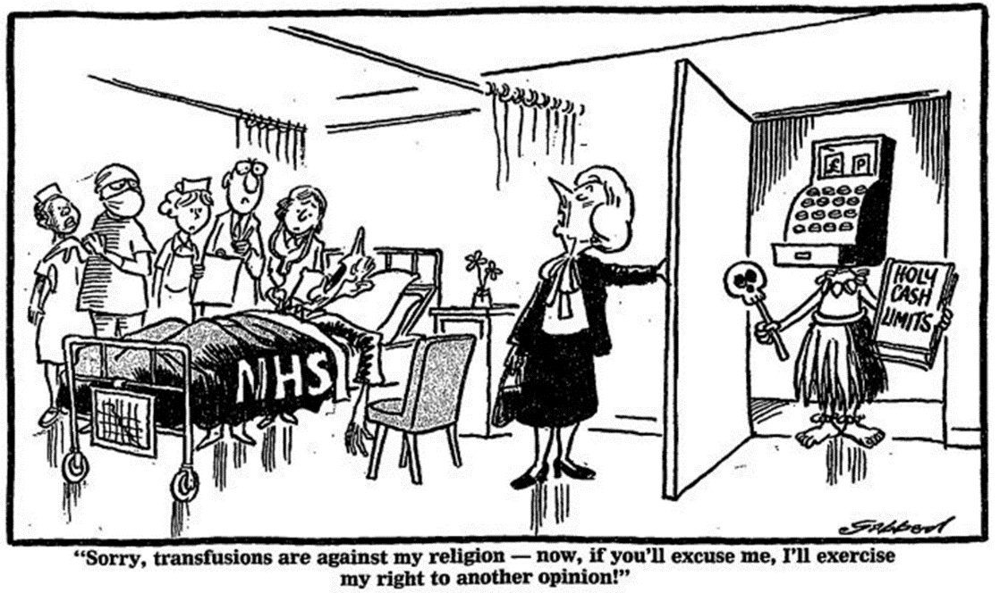 £ P
HOLY
CASH
LIMITS
NHS
"Sorry, transfusions are against my religion — now, if you'll excuse me, I'll exercise
my right to another opinion!"